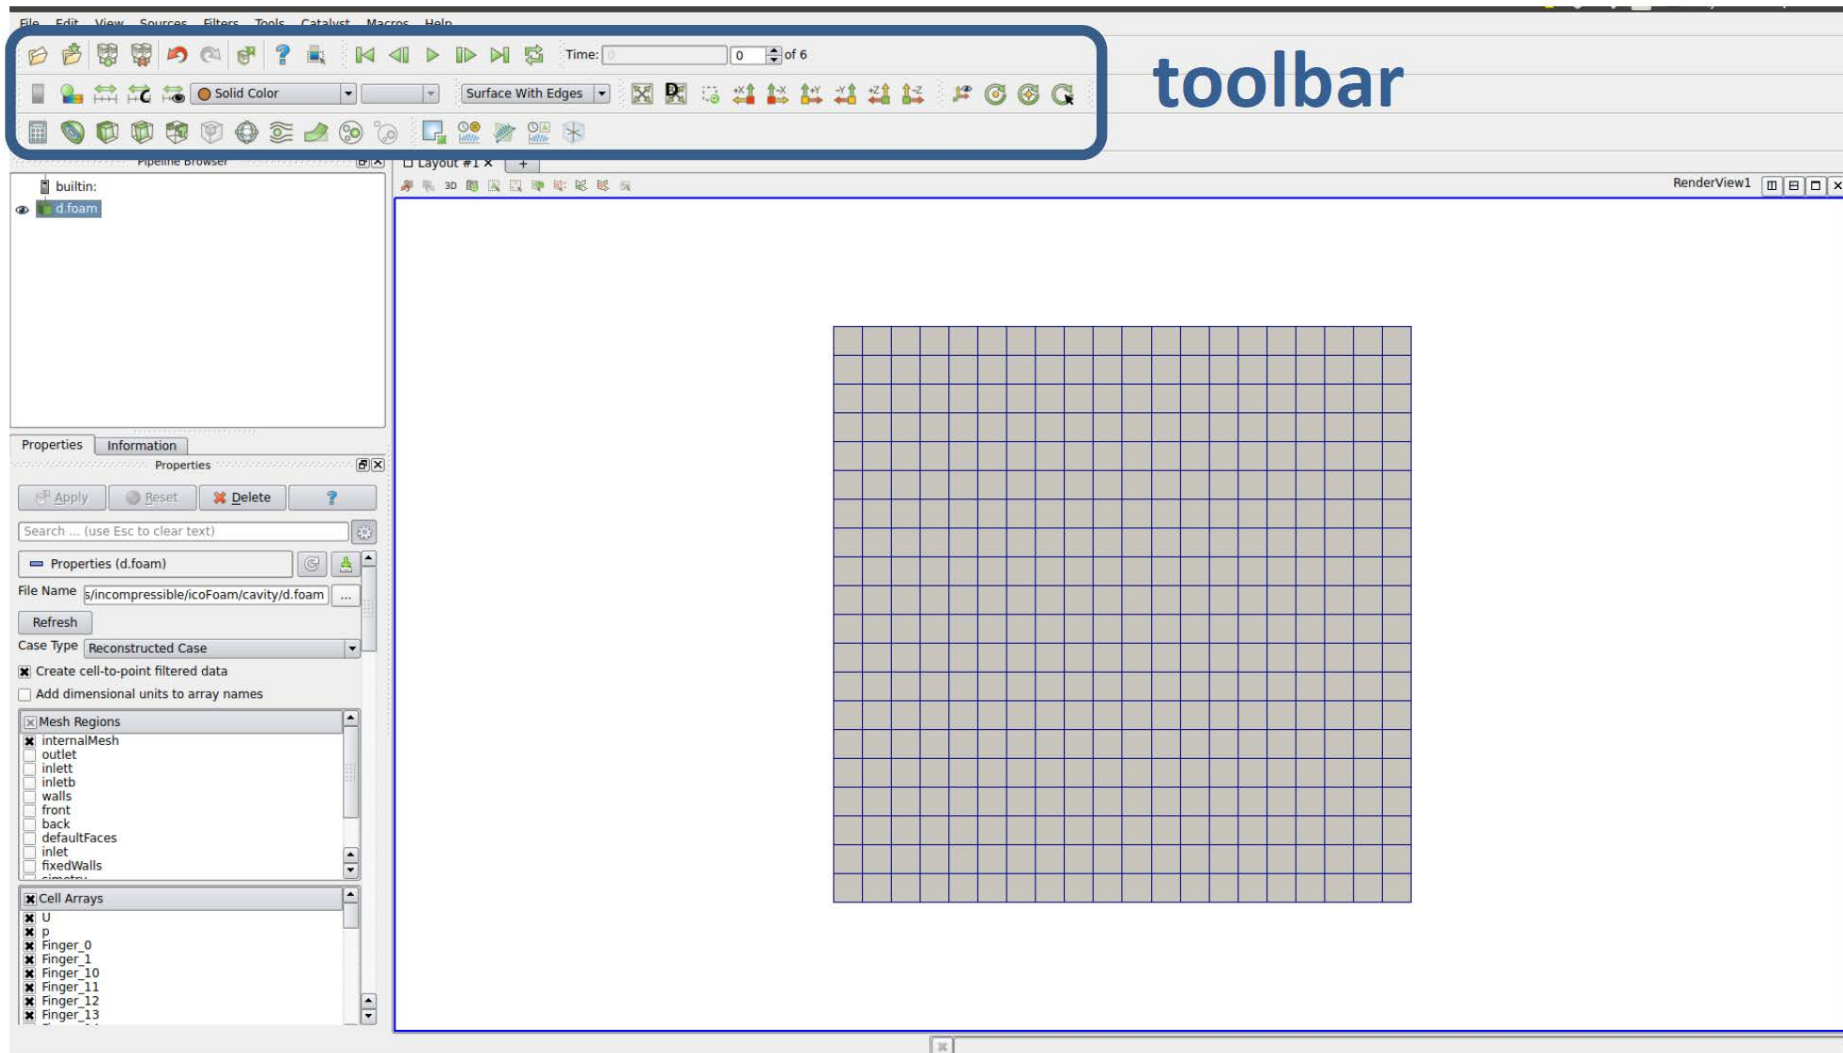 File Edit View Sources Filters Tools Catalyst Macros Help
Time: 0 0 of 6
toolbar
Solid Color Surface With Edges
Pipeline Browser
Layout #1 +
builtin:
3D
RenderView1
d.foam
Properties Information
Properties
Apply Reset Delete ?
Search ... (use Esc to clear text)
Properties (d.foam)
File Name s/incompressible/icoFoam/cavity/d.foam ...
Refresh
Case Type Reconstructed Case
Create cell-to-point filtered data
Add dimensional units to array names
Mesh Regions
internalMesh
outlet
inlett
inletb
walls
front
back
defaultFaces
inlet
fixedWalls
simetry
Cell Arrays
U
p
Finger_0
Finger_1
Finger_10
Finger_11
Finger_12
Finger_13